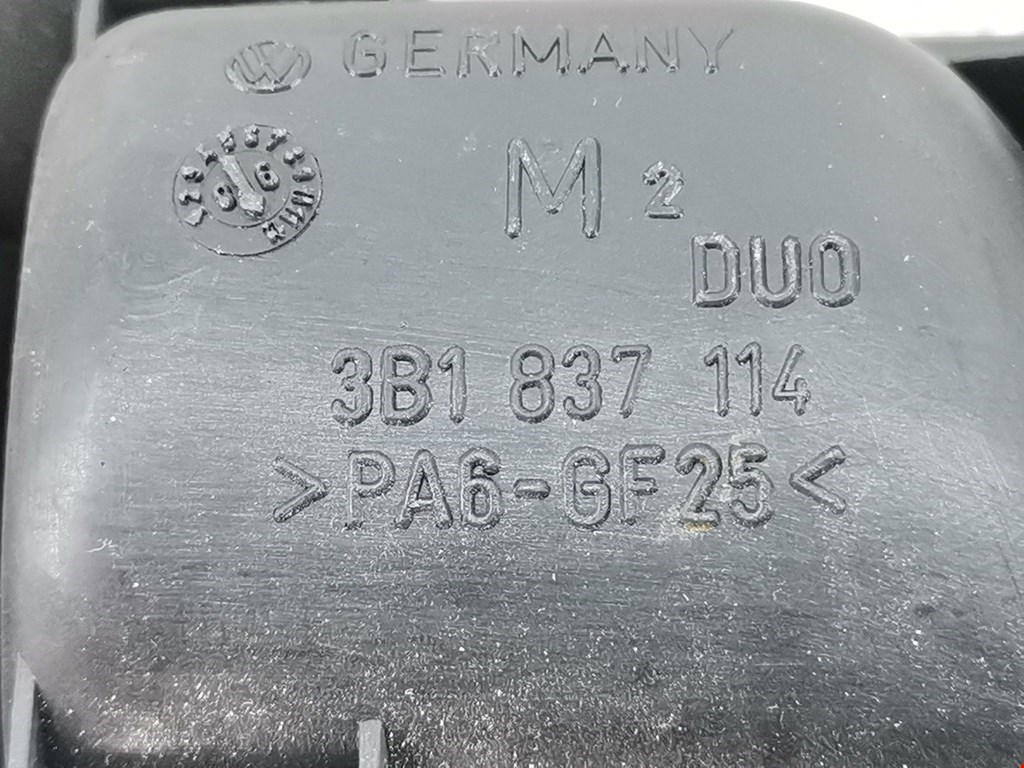 GERMANY
M 2
DUO
3B1 837 114
>PA6-GF25<